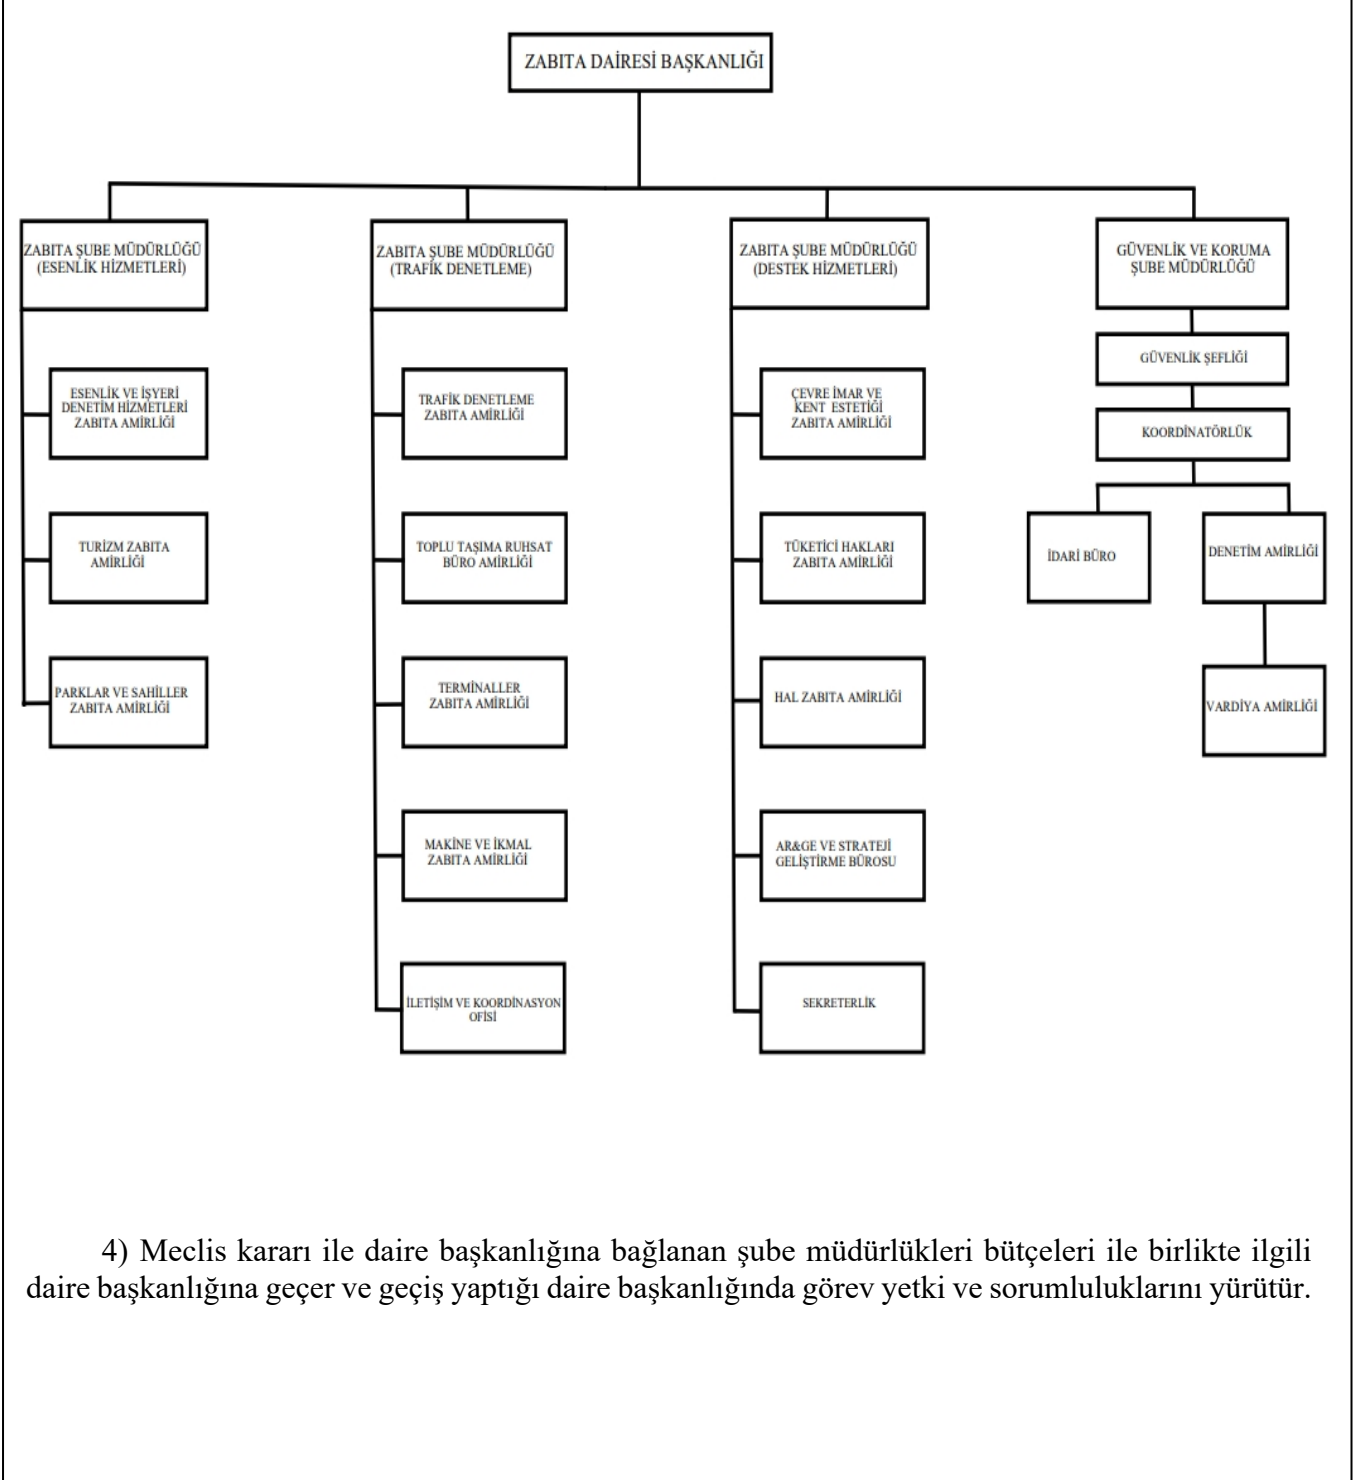 ZABITA DAİRESİ BAŞKANLIĞI
ZABITA ŞUBE MÜDÜRLÜĞÜ
(ESENLİK HİZMETLERİ)
ESENLİK VE İŞYERİ
DENETİM HİZMETLERİ
ZABITA AMİRLİĞİ
TURİZM ZABITA
AMİRLİĞİ
PARKLAR VE SAHİLLER
ZABITA AMİRLİĞİ
ZABITA ŞUBE MÜDÜRLÜĞÜ
(TRAFİK DENETLEME)
TRAFİK DENETLEME
ZABITA AMİRLİĞİ
TOPLU TAŞIMA RUHSAT
BÜRO AMİRLİĞİ
TERMİNALLER
ZABITA AMİRLİĞİ
MAKİNE VE İKMAL
ZABITA AMİRLİĞİ
İLETİŞİM VE KOORDİNASYON
OFİSİ
ZABITA ŞUBE MÜDÜRLÜĞÜ
(DESTEK HİZMETLERİ)
ÇEVRE İMAR VE
KENT ESTETİĞİ
ZABITA AMİRLİĞİ
TÜKETİCİ HAKLARI
ZABITA AMİRLİĞİ
HAL ZABITA AMİRLİĞİ
AR&GE VE STRATEJİ
GELİŞTİRME BÜROSU
SEKRETERLİK
GÜVENLİK VE KORUMA
ŞUBE MÜDÜRLÜĞÜ
GÜVENLİK ŞEFLİĞİ
KOORDİNATÖRLÜK
İDARİ BÜRO
DENETİM AMİRLİĞİ
VARDİYA AMİRLİĞİ
4) Meclis kararı ile daire başkanlığına bağlanan şube müdürlükleri bütçeleri ile birlikte ilgili
daire başkanlığına geçer ve geçiş yaptığı daire başkanlığında görev yetki ve sorumluluklarını yürütür.